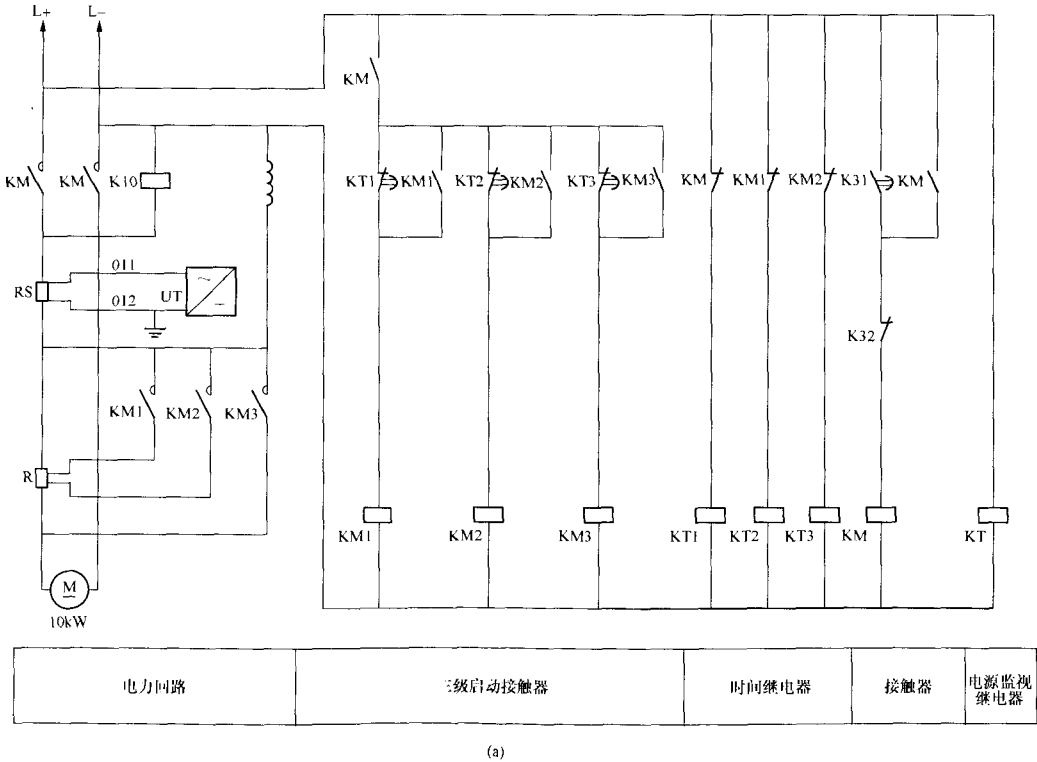 L+ L-
KM
KM KM K40
KT1 KM1 KT2 KM2 KT3 KM3 KM KM1 KM2 K31 KM
011
RS UT ~
012 −
K32
KM1 KM2 KM3
R
KM1 KM2 KM3 KT1 KT2 KT3 KM KT
M
10kW
电力回路 三级启动接触器 时间继电器 接触器 电源监视
继电器
(a)